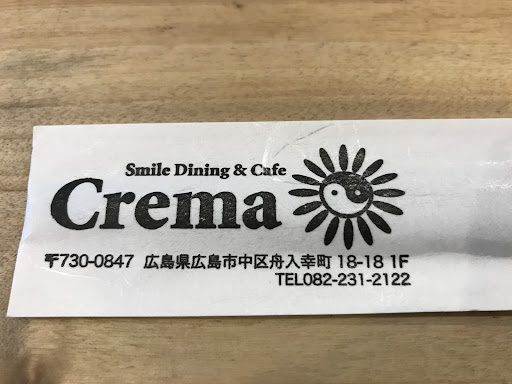 Smile Dining & Cafe
Crema
〒730-0847 広島県広島市中区舟入幸町 18-18 1F
TEL082-231-2122